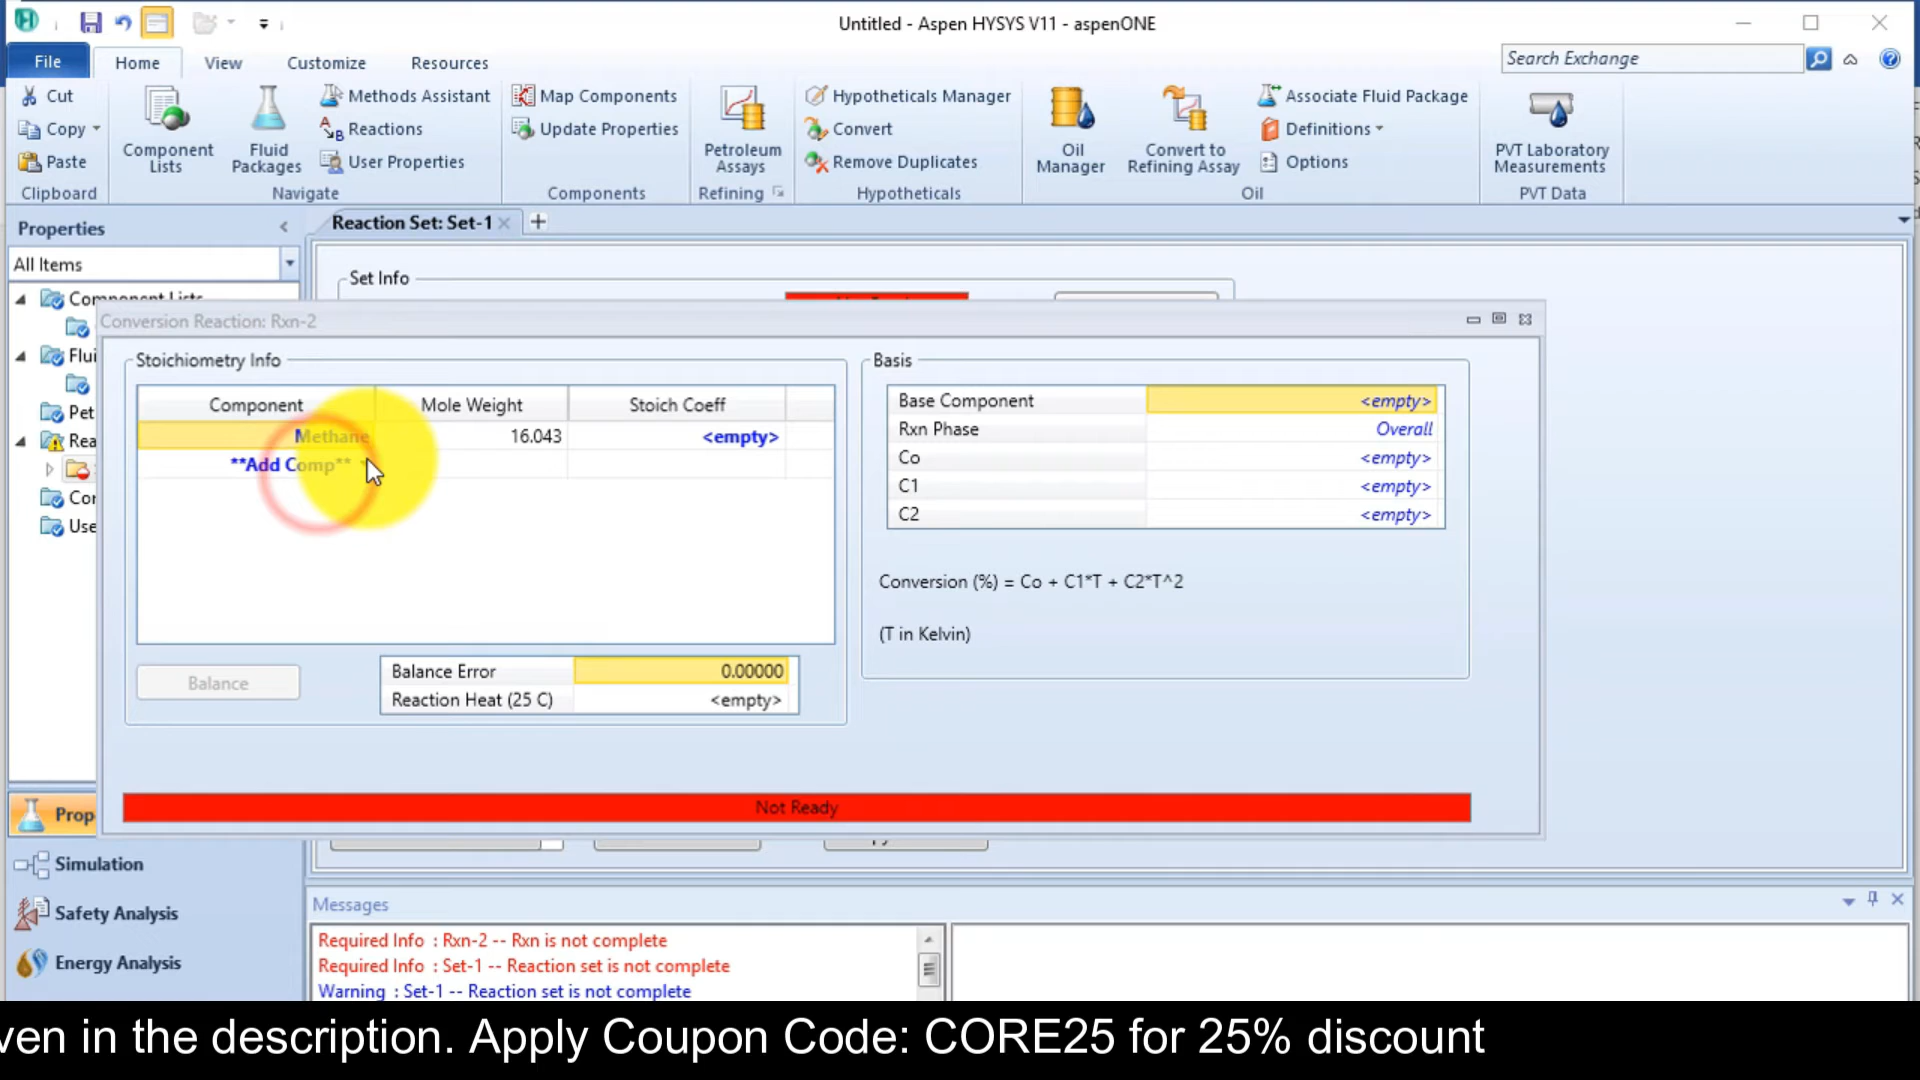 Untitled - Aspen HYSYS V11 - aspenONE
File Home View Customize Resources Search Exchange
Cut
Copy
Paste
Clipboard
Component Lists
Fluid Packages
Methods Assistant
Reactions
User Properties
Navigate
Map Components
Update Properties
Components
Petroleum Assays
Refining
Hypotheticals Manager
Convert
Remove Duplicates
Hypotheticals
Oil Manager
Convert to Refining Assay
Associate Fluid Package
Definitions
Options
Oil
PVT Laboratory Measurements
PVT Data
Properties
All Items
Component Lists
Flui
Pet
Rea
Cor
Use
Reaction Set: Set-1
Set Info
Conversion Reaction: Rxn-2
Stoichiometry Info
Component Mole Weight Stoich Coeff
Methane 16.043 <empty>
**Add Comp**
Balance
Balance Error 0.00000
Reaction Heat (25 C) <empty>
Basis
Base Component <empty>
Rxn Phase Overall
Co <empty>
C1 <empty>
C2 <empty>
Conversion (%) = Co + C1*T + C2*T^2
(T in Kelvin)
Not Ready
Prop
Simulation
Safety Analysis
Energy Analysis
Messages
Required Info : Rxn-2 -- Rxn is not complete
Required Info : Set-1 -- Reaction set is not complete
Warning : Set-1 -- Reaction set is not complete
ven in the description. Apply Coupon Code: CORE25 for 25% discount